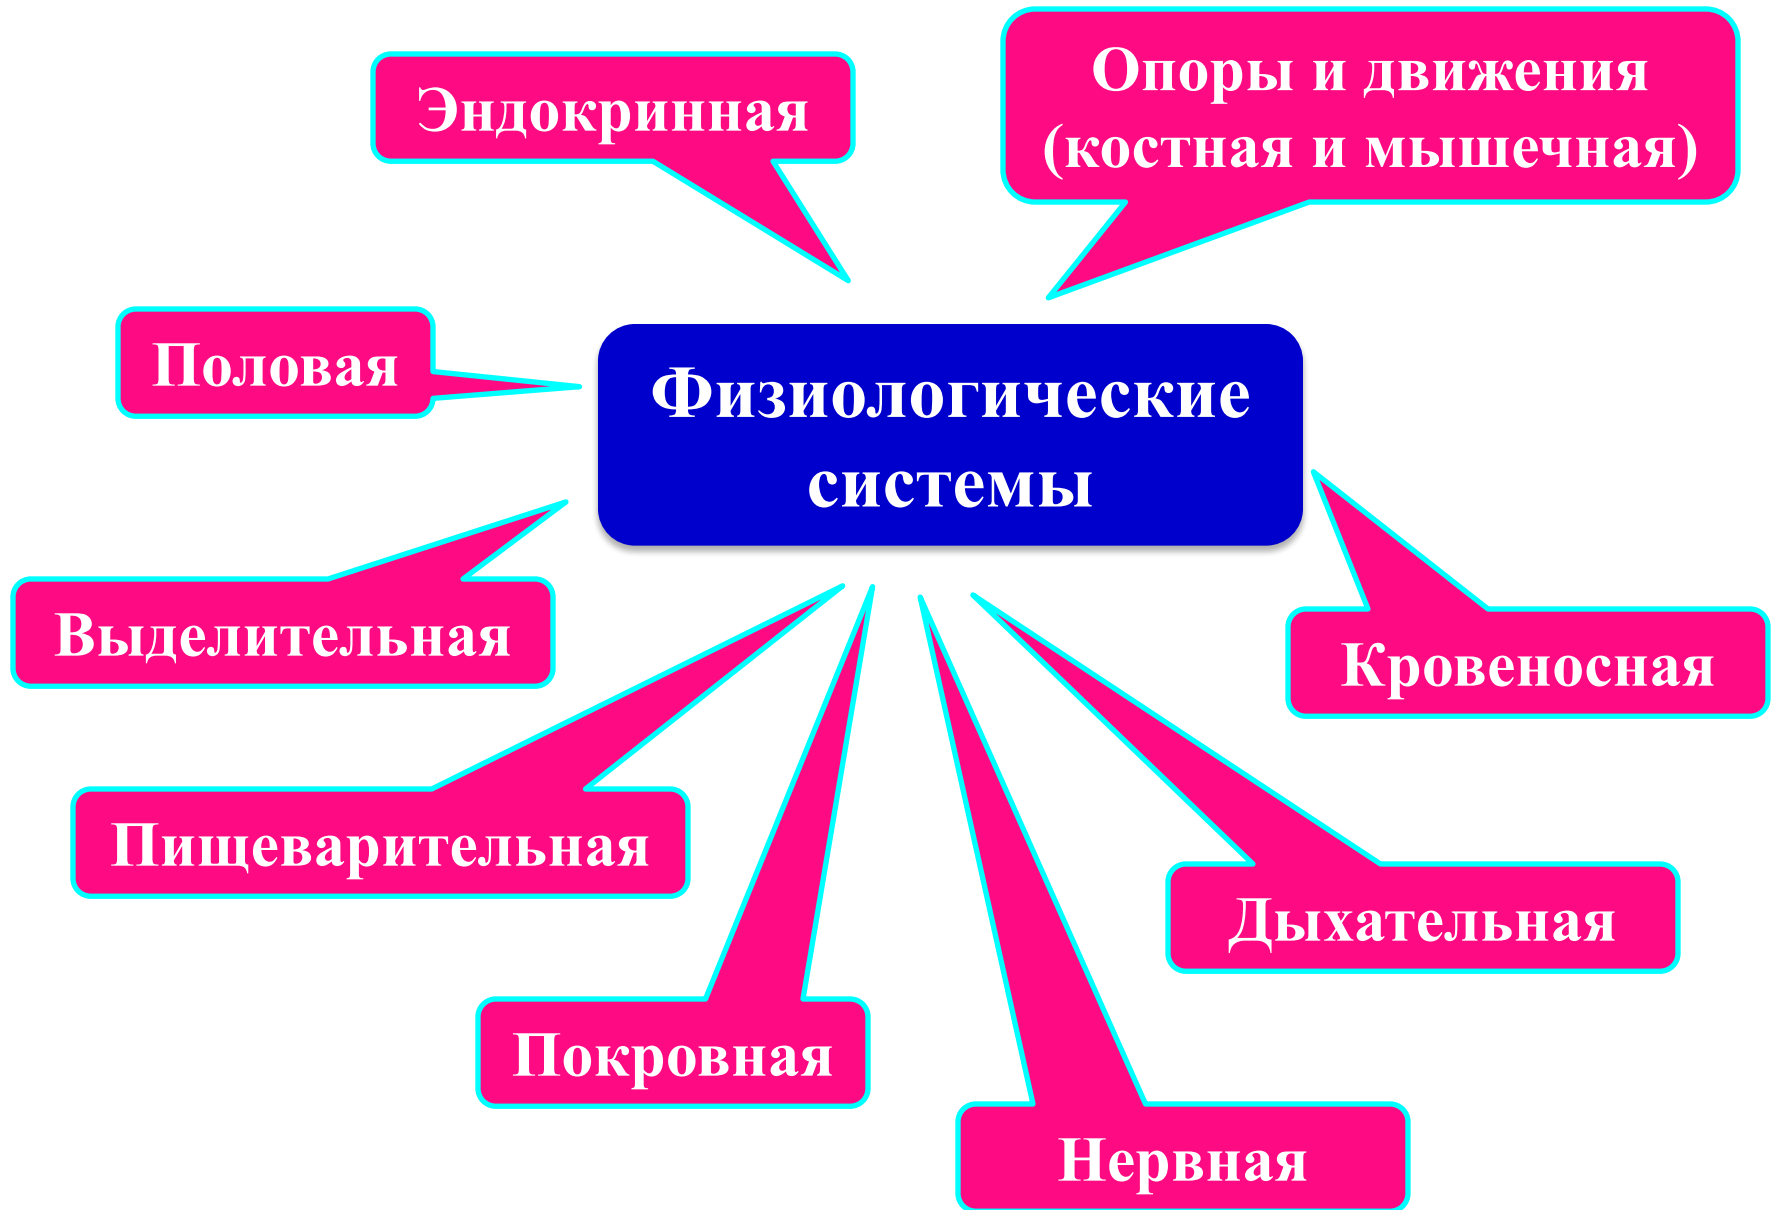 Эндокринная
Опоры и движения
(костная и мышечная)
Половая
Физиологические
системы
Выделительная
Кровеносная
Пищеварительная
Дыхательная
Покровная
Нервная